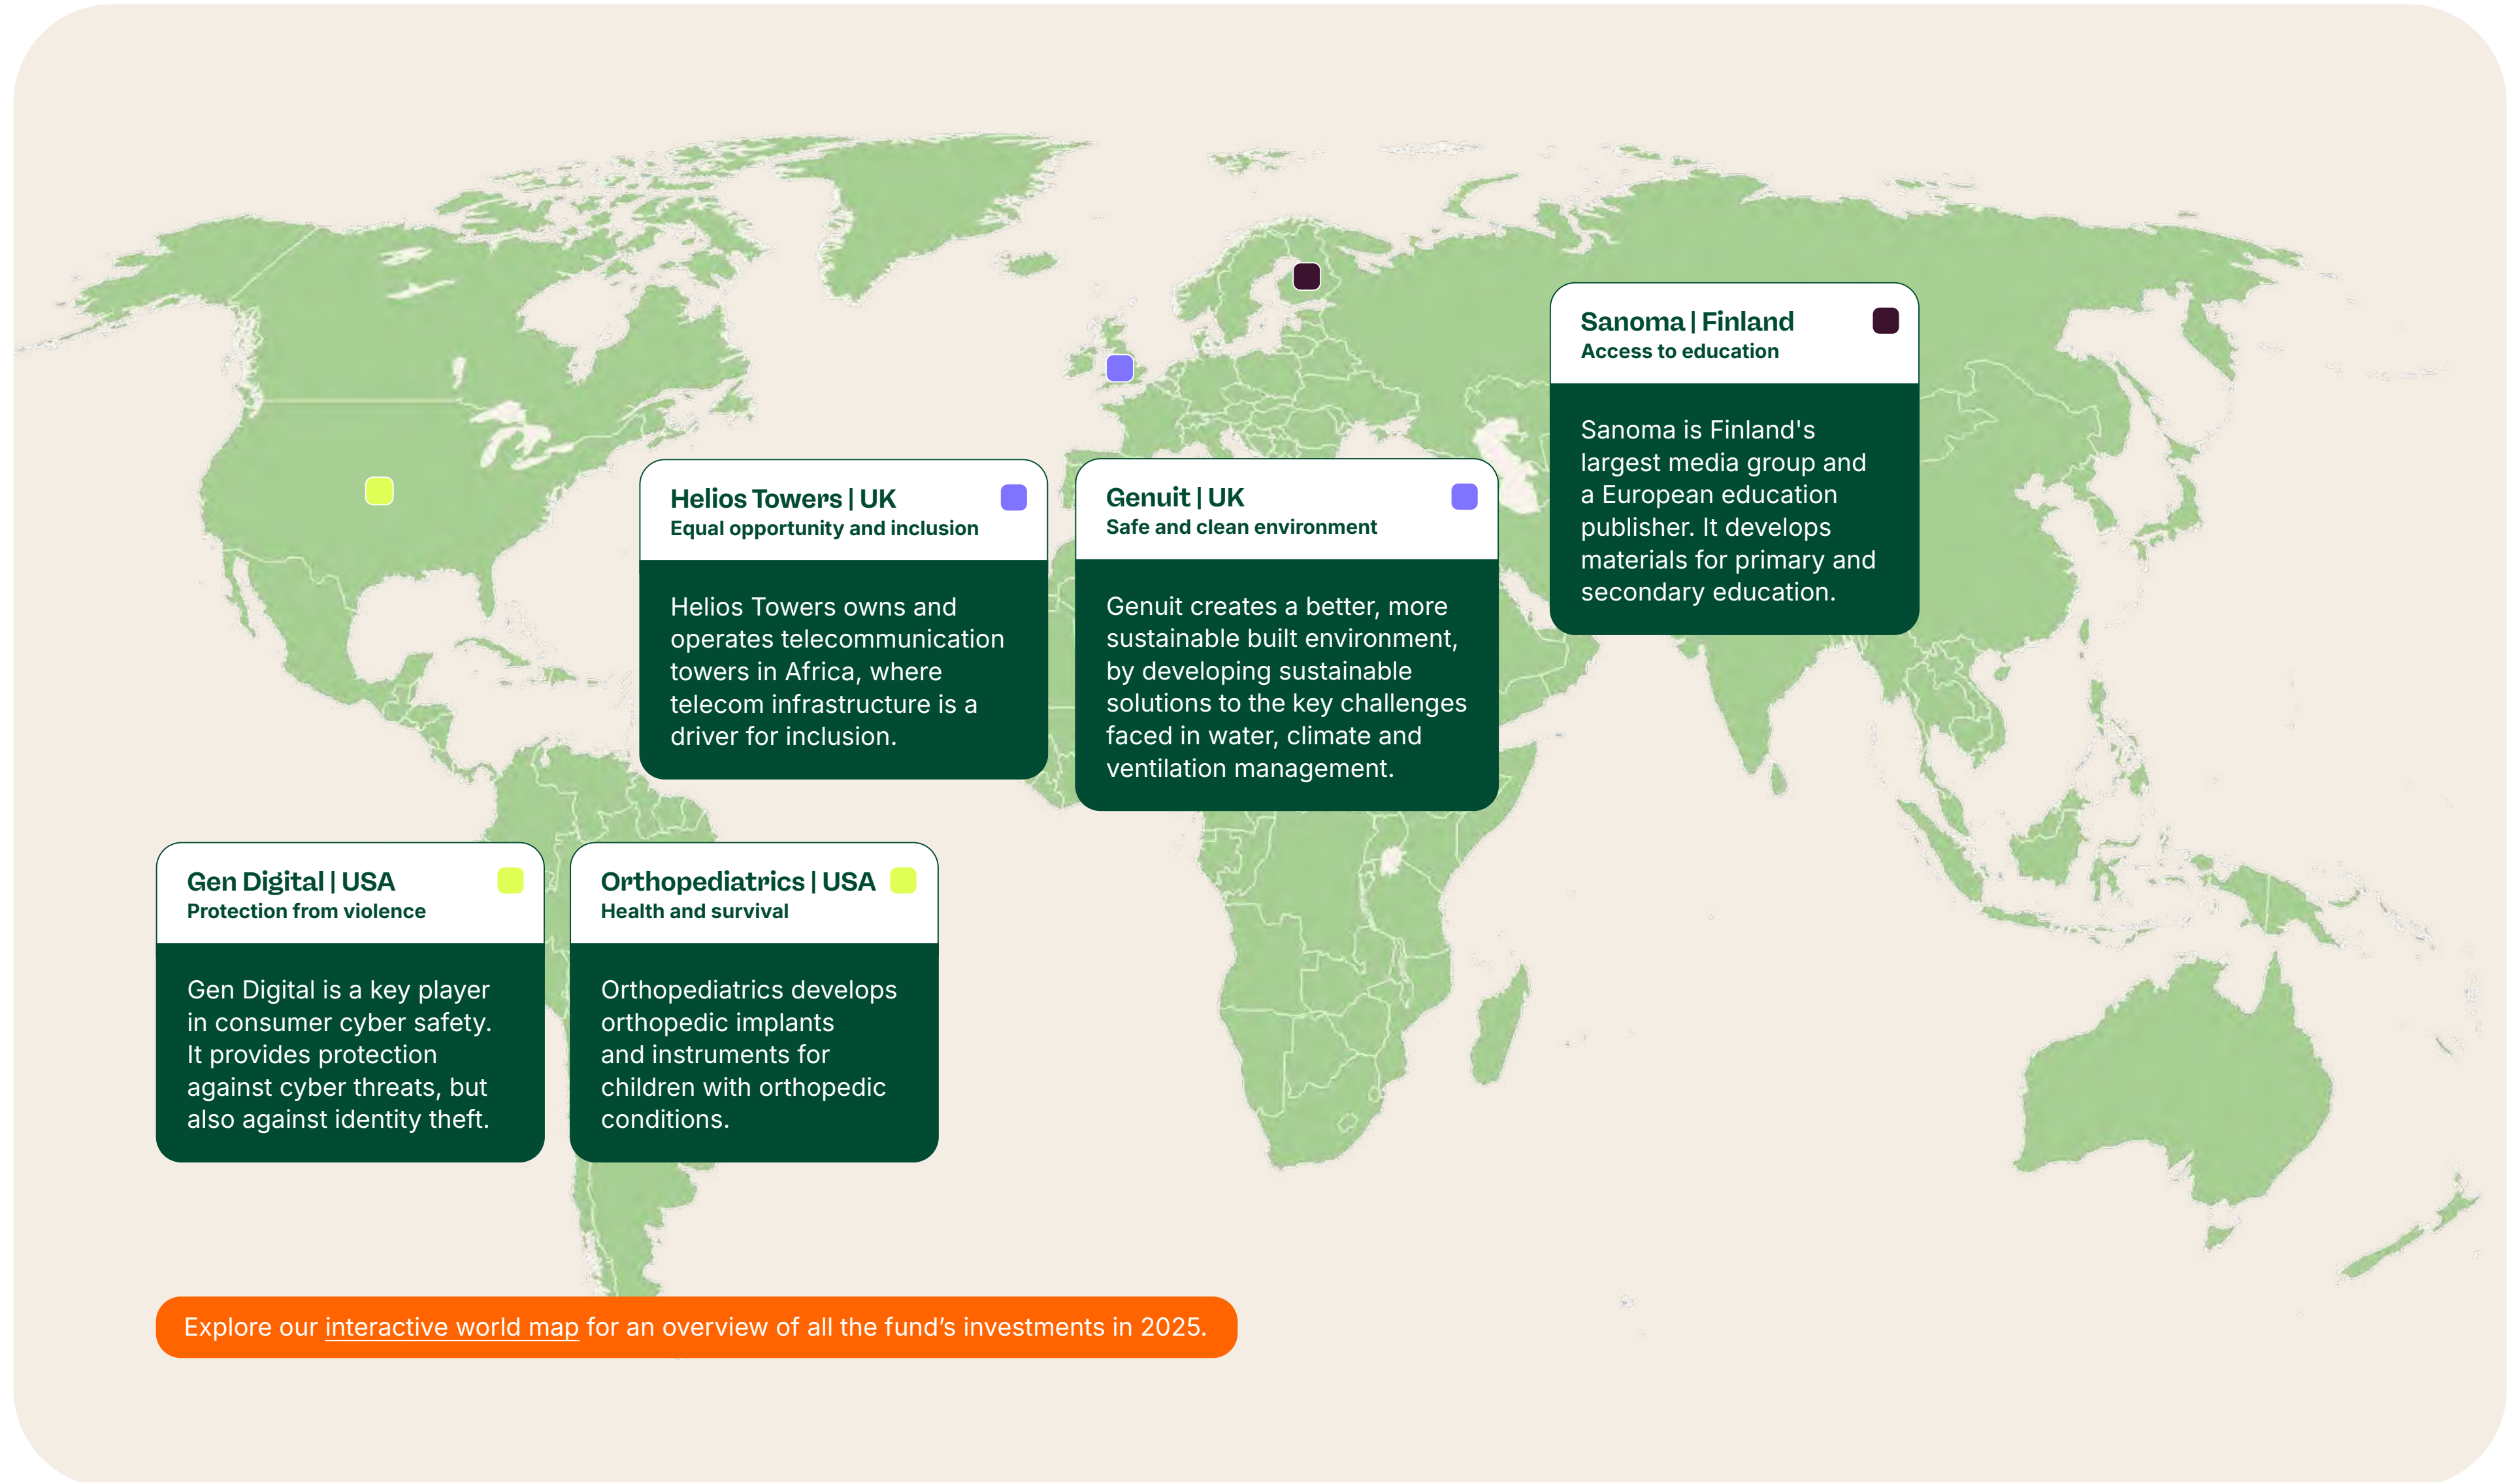 Sanoma | Finland
Access to education
Sanoma is Finland's
largest media group and
a European education
publisher. It develops
materials for primary and
secondary education.
Helios Towers | UK
Equal opportunity and inclusion
Helios Towers owns and
operates telecommunication
towers in Africa, where
telecom infrastructure is a
driver for inclusion.
Genuit | UK
Safe and clean environment
Genuit creates a better, more
sustainable built environment,
by developing sustainable
solutions to the key challenges
faced in water, climate and
ventilation management.
Gen Digital | USA
Protection from violence
Gen Digital is a key player
in consumer cyber safety.
It provides protection
against cyber threats, but
also against identity theft.
Orthopediatrics | USA
Health and survival
Orthopediatrics develops
orthopedic implants
and instruments for
children with orthopedic
conditions.
Explore our interactive world map for an overview of all the fund’s investments in 2025.